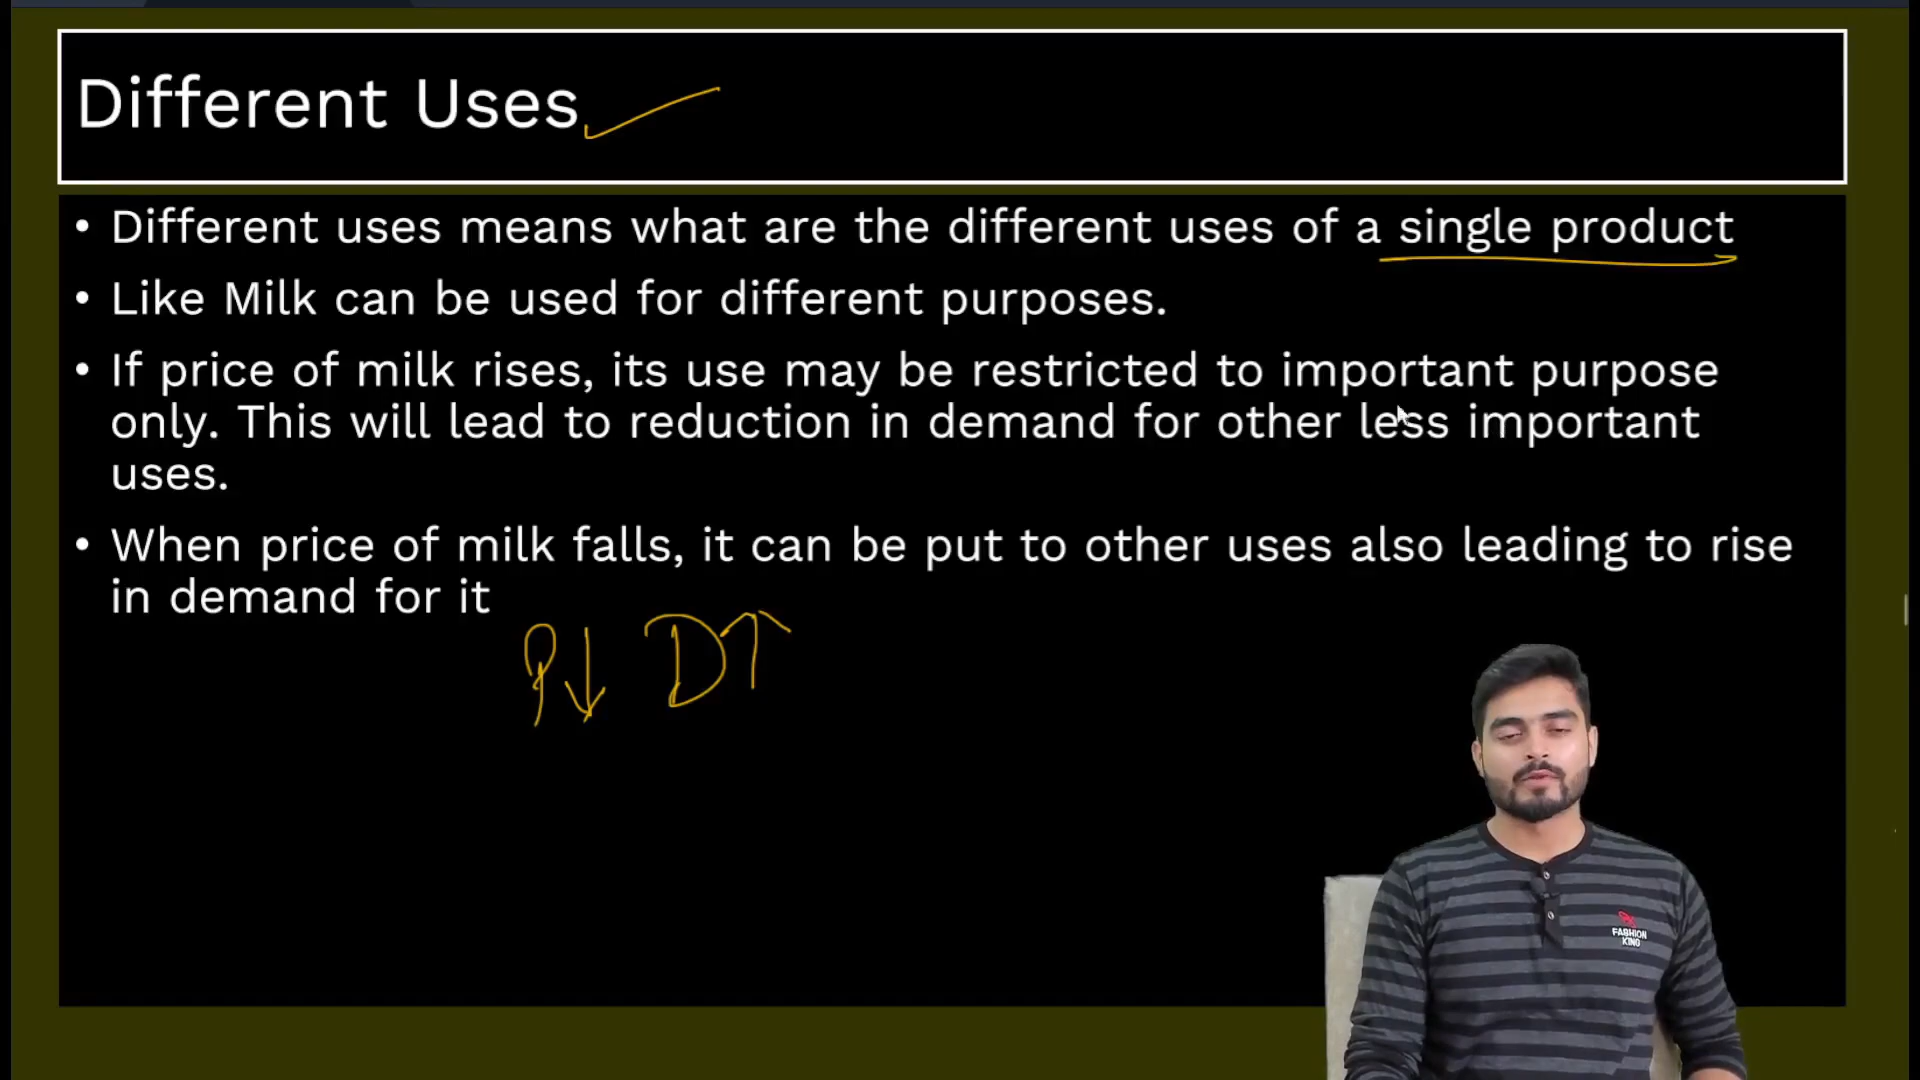 Different Uses
• Different uses means what are the different uses of a single product
• Like Milk can be used for different purposes.
• If price of milk rises, its use may be restricted to important purpose
only. This will lead to reduction in demand for other less important
uses.
• When price of milk falls, it can be put to other uses also leading to rise
in demand for it
P↓ D↑
FASHION
KING